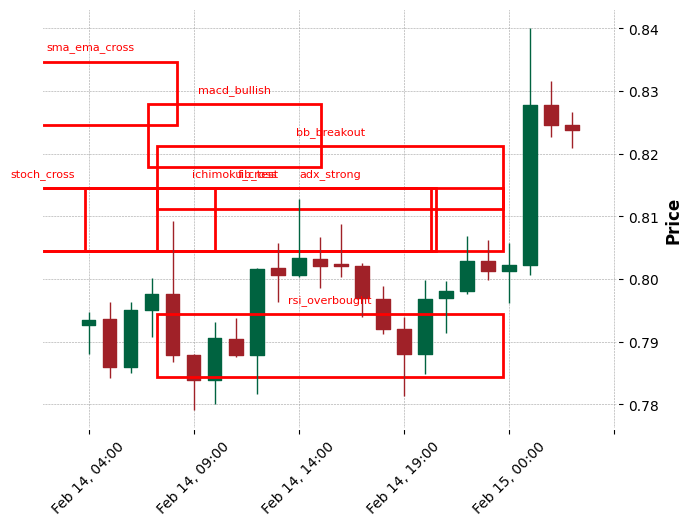 sma_ema_cross
macd_bullish
bb_breakout
stoch_cross
adx_strong
rsi_overbought
0.84
0.83
0.82
0.81
0.80
0.79
0.78
Price
Feb 14, 04:00
Feb 14, 09:00
Feb 14, 14:00
Feb 14, 19:00
Feb 15, 00:00